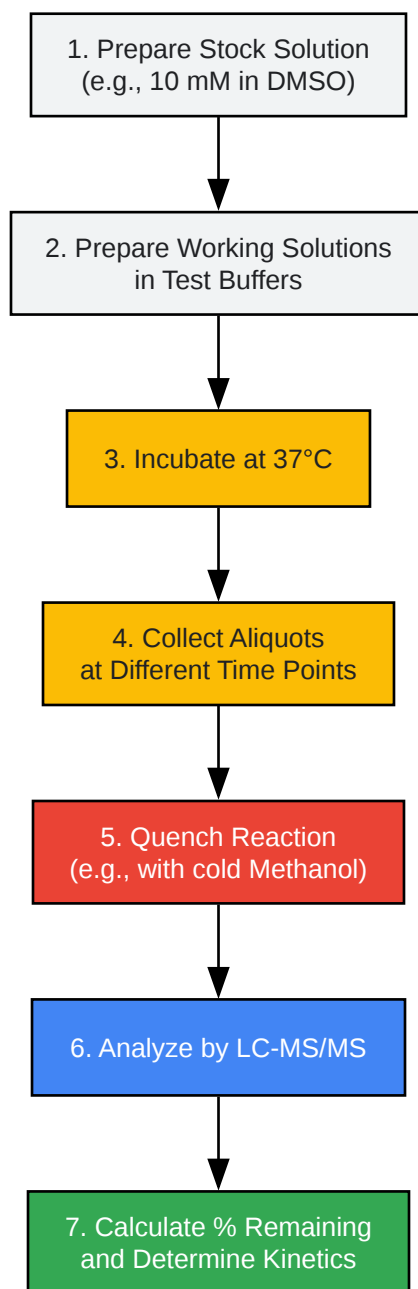 1. Prepare Stock Solution
(e.g., 10 mM in DMSO)
2. Prepare Working Solutions
in Test Buffers
3. Incubate at 37°C
4. Collect Aliquots
at Different Time Points
5. Quench Reaction
(e.g., with cold Methanol)
6. Analyze by LC-MS/MS
7. Calculate % Remaining
and Determine Kinetics